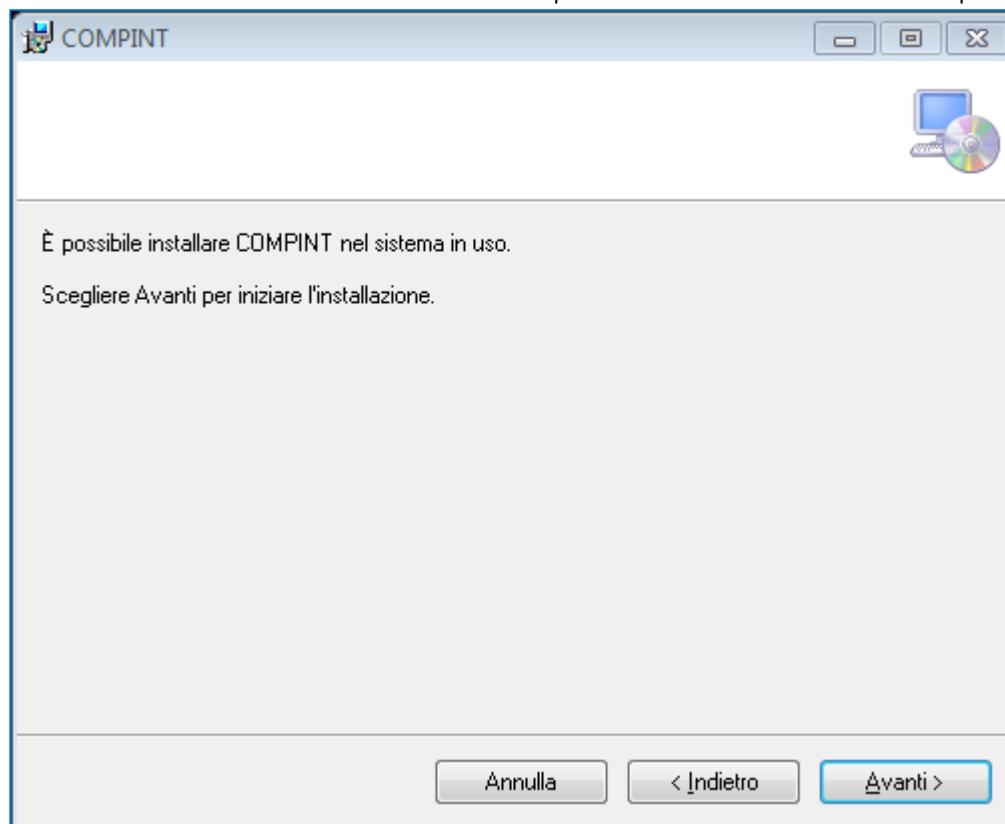 COMPINT
È possibile installare COMPINT nel sistema in uso.
Scegliere Avanti per iniziare l'installazione.
Annulla
< Indietro
Avanti >